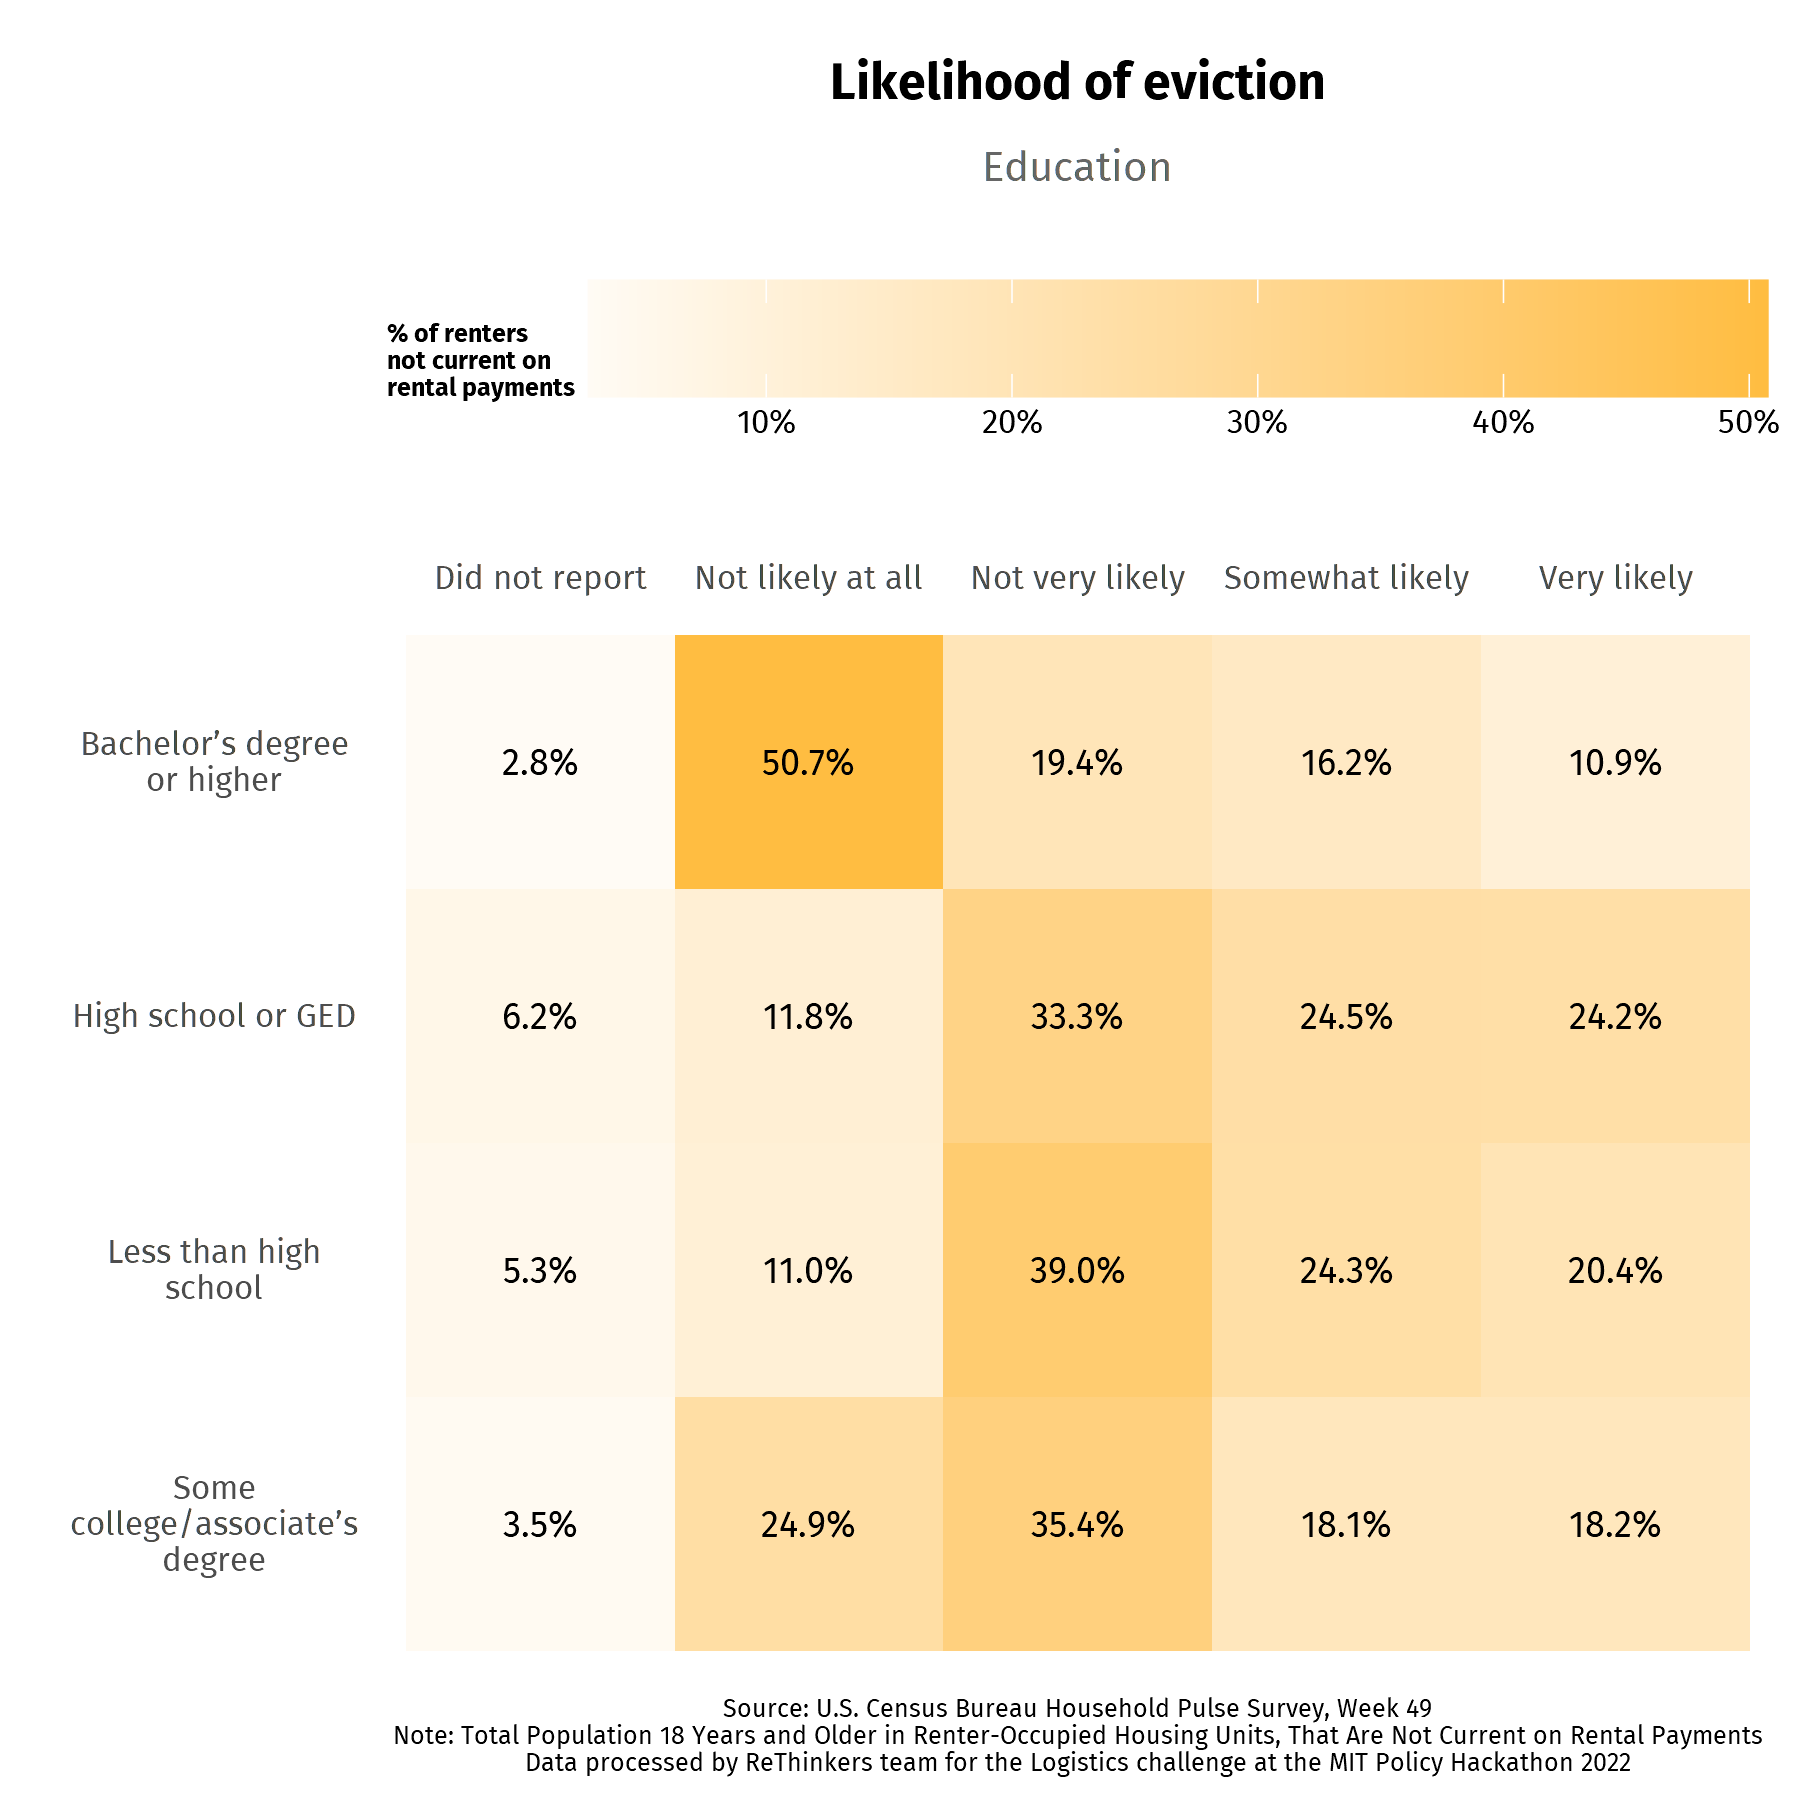 Likelihood of eviction
Education
% of renters
not current on
rental payments
10% 20% 30% 40% 50%
Did not report Not likely at all Not very likely Somewhat likely Very likely
Bachelor’s degree
or higher
2.8% 50.7% 19.4% 16.2% 10.9%
High school or GED 6.2% 11.8% 33.3% 24.5% 24.2%
Less than high
school
5.3% 11.0% 39.0% 24.3% 20.4%
Some
college/associate’s
degree
3.5% 24.9% 35.4% 18.1% 18.2%
Source: U.S. Census Bureau Household Pulse Survey, Week 49
Note: Total Population 18 Years and Older in Renter-Occupied Housing Units, That Are Not Current on Rental Payments
Data processed by ReThinkers team for the Logistics challenge at the MIT Policy Hackathon 2022